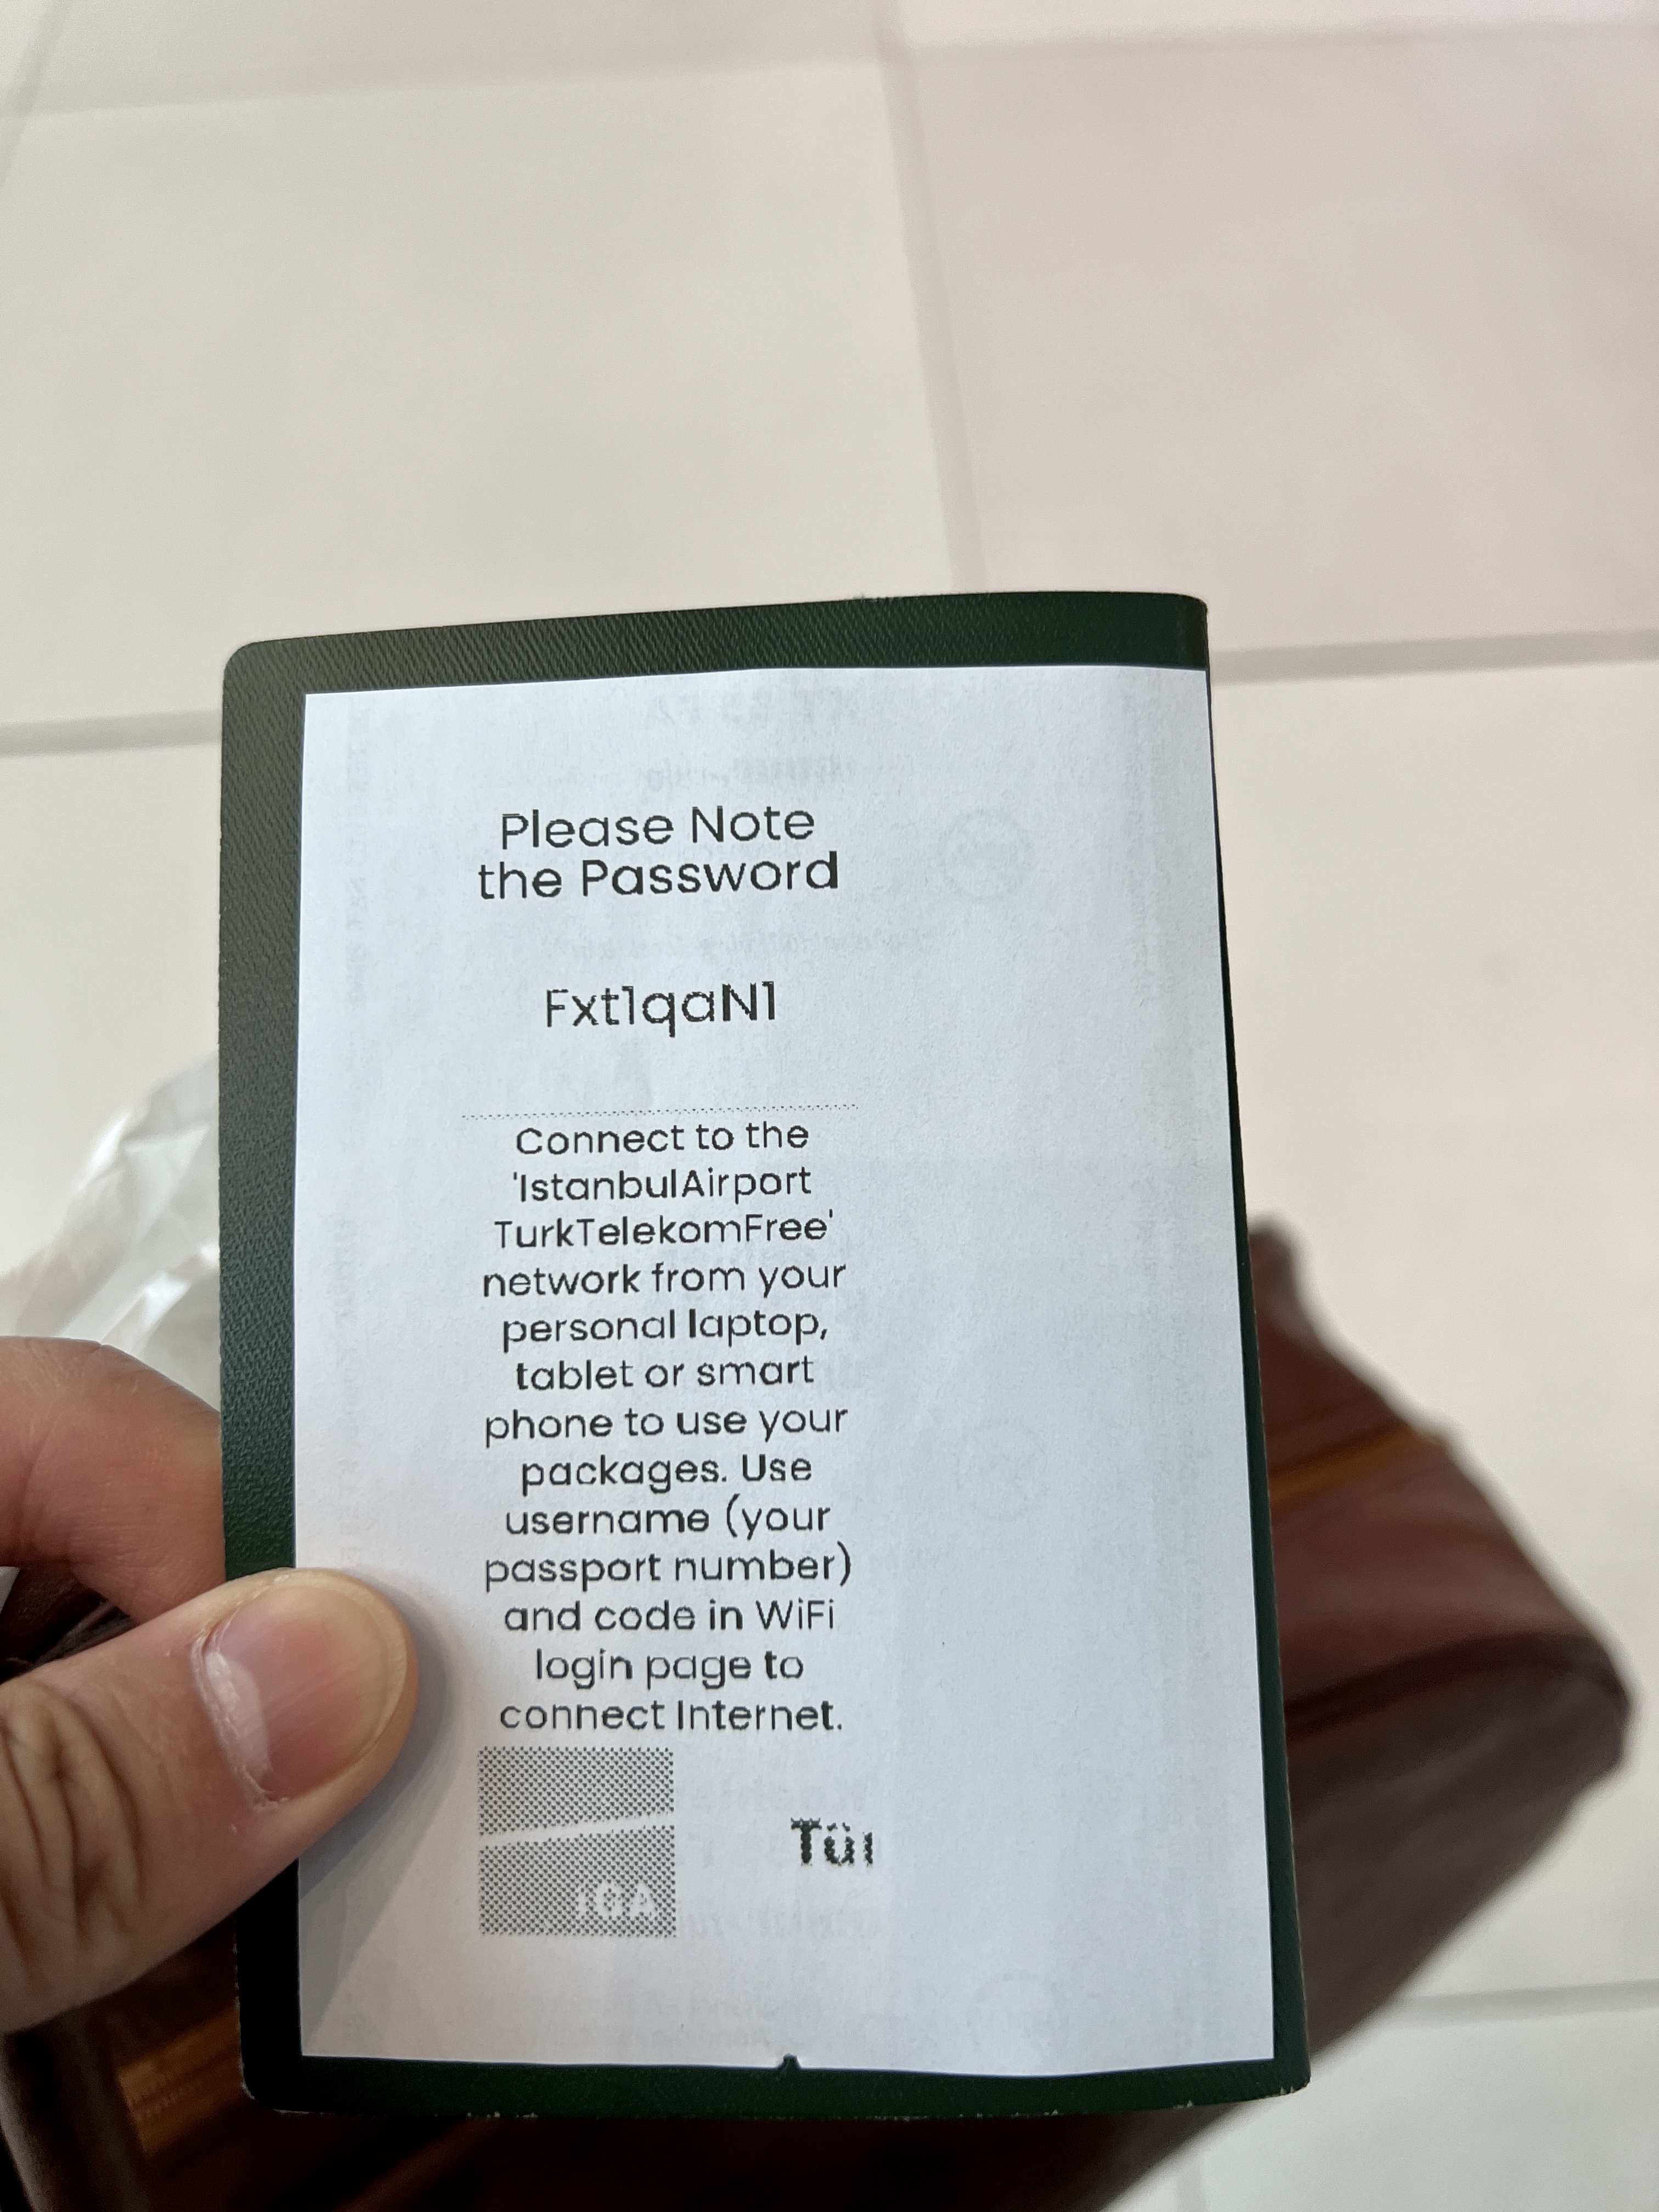 Please Note
the Password
Fxt1qaN1
Connect to the
'IstanbulAirport
TurkTelekomFree'
network from your
personal laptop,
tablet or smart
phone to use your
packages. Use
username (your
passport number)
and code in WiFi
login page to
connect Internet.
iGA